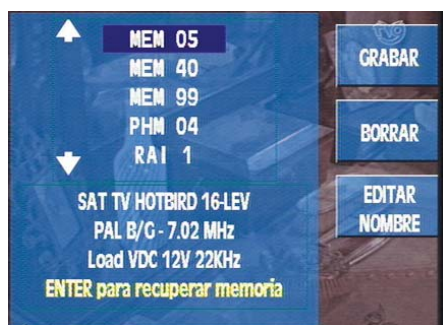 MEM 05
MEM 40
MEM 99
PHM 04
RAI 1
SAT TV HOTBIRD 16-LEV
PAL B/G - 7.02 MHz
Load VDC 12V 22KHz
ENTER para recuperar memoria
GRABAR
BORRAR
EDITAR
NOMBRE